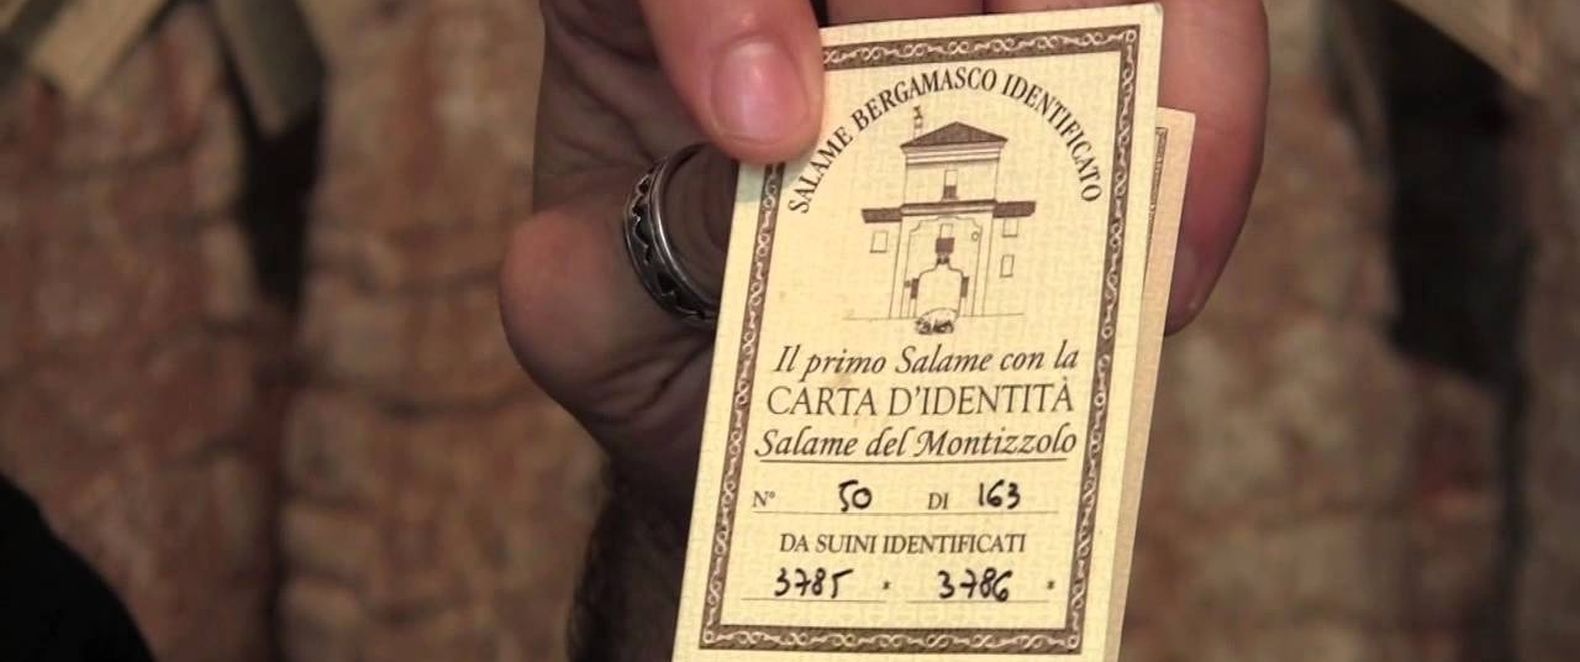 SALAME BERGAMASCO IDENTIFICATO
Il primo Salame con la
CARTA D'IDENTITÀ
Salame del Montizzolo
N° 50 DI 163
DA SUINI IDENTIFICATI
3785 * 3786 *